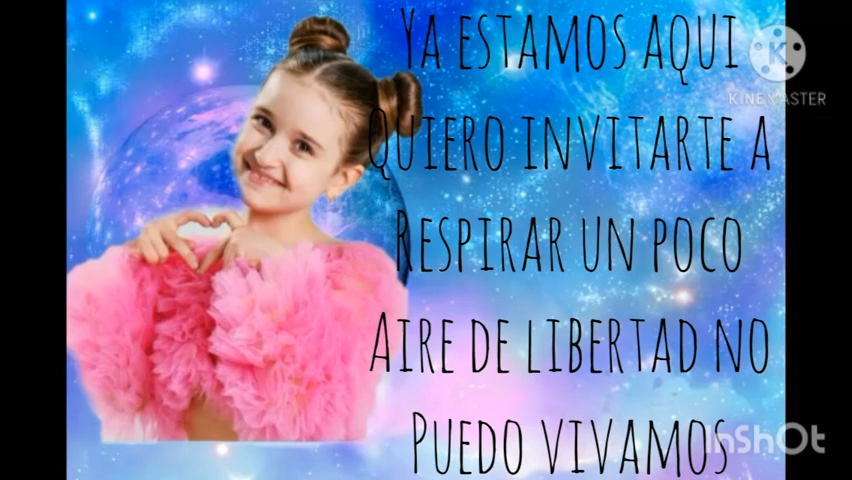 Ya estamos aqui
Quiero invitarte a
Respirar un poco
Aire de libertad no
Puedo vivamos
K
KINEMASTER
InShOt